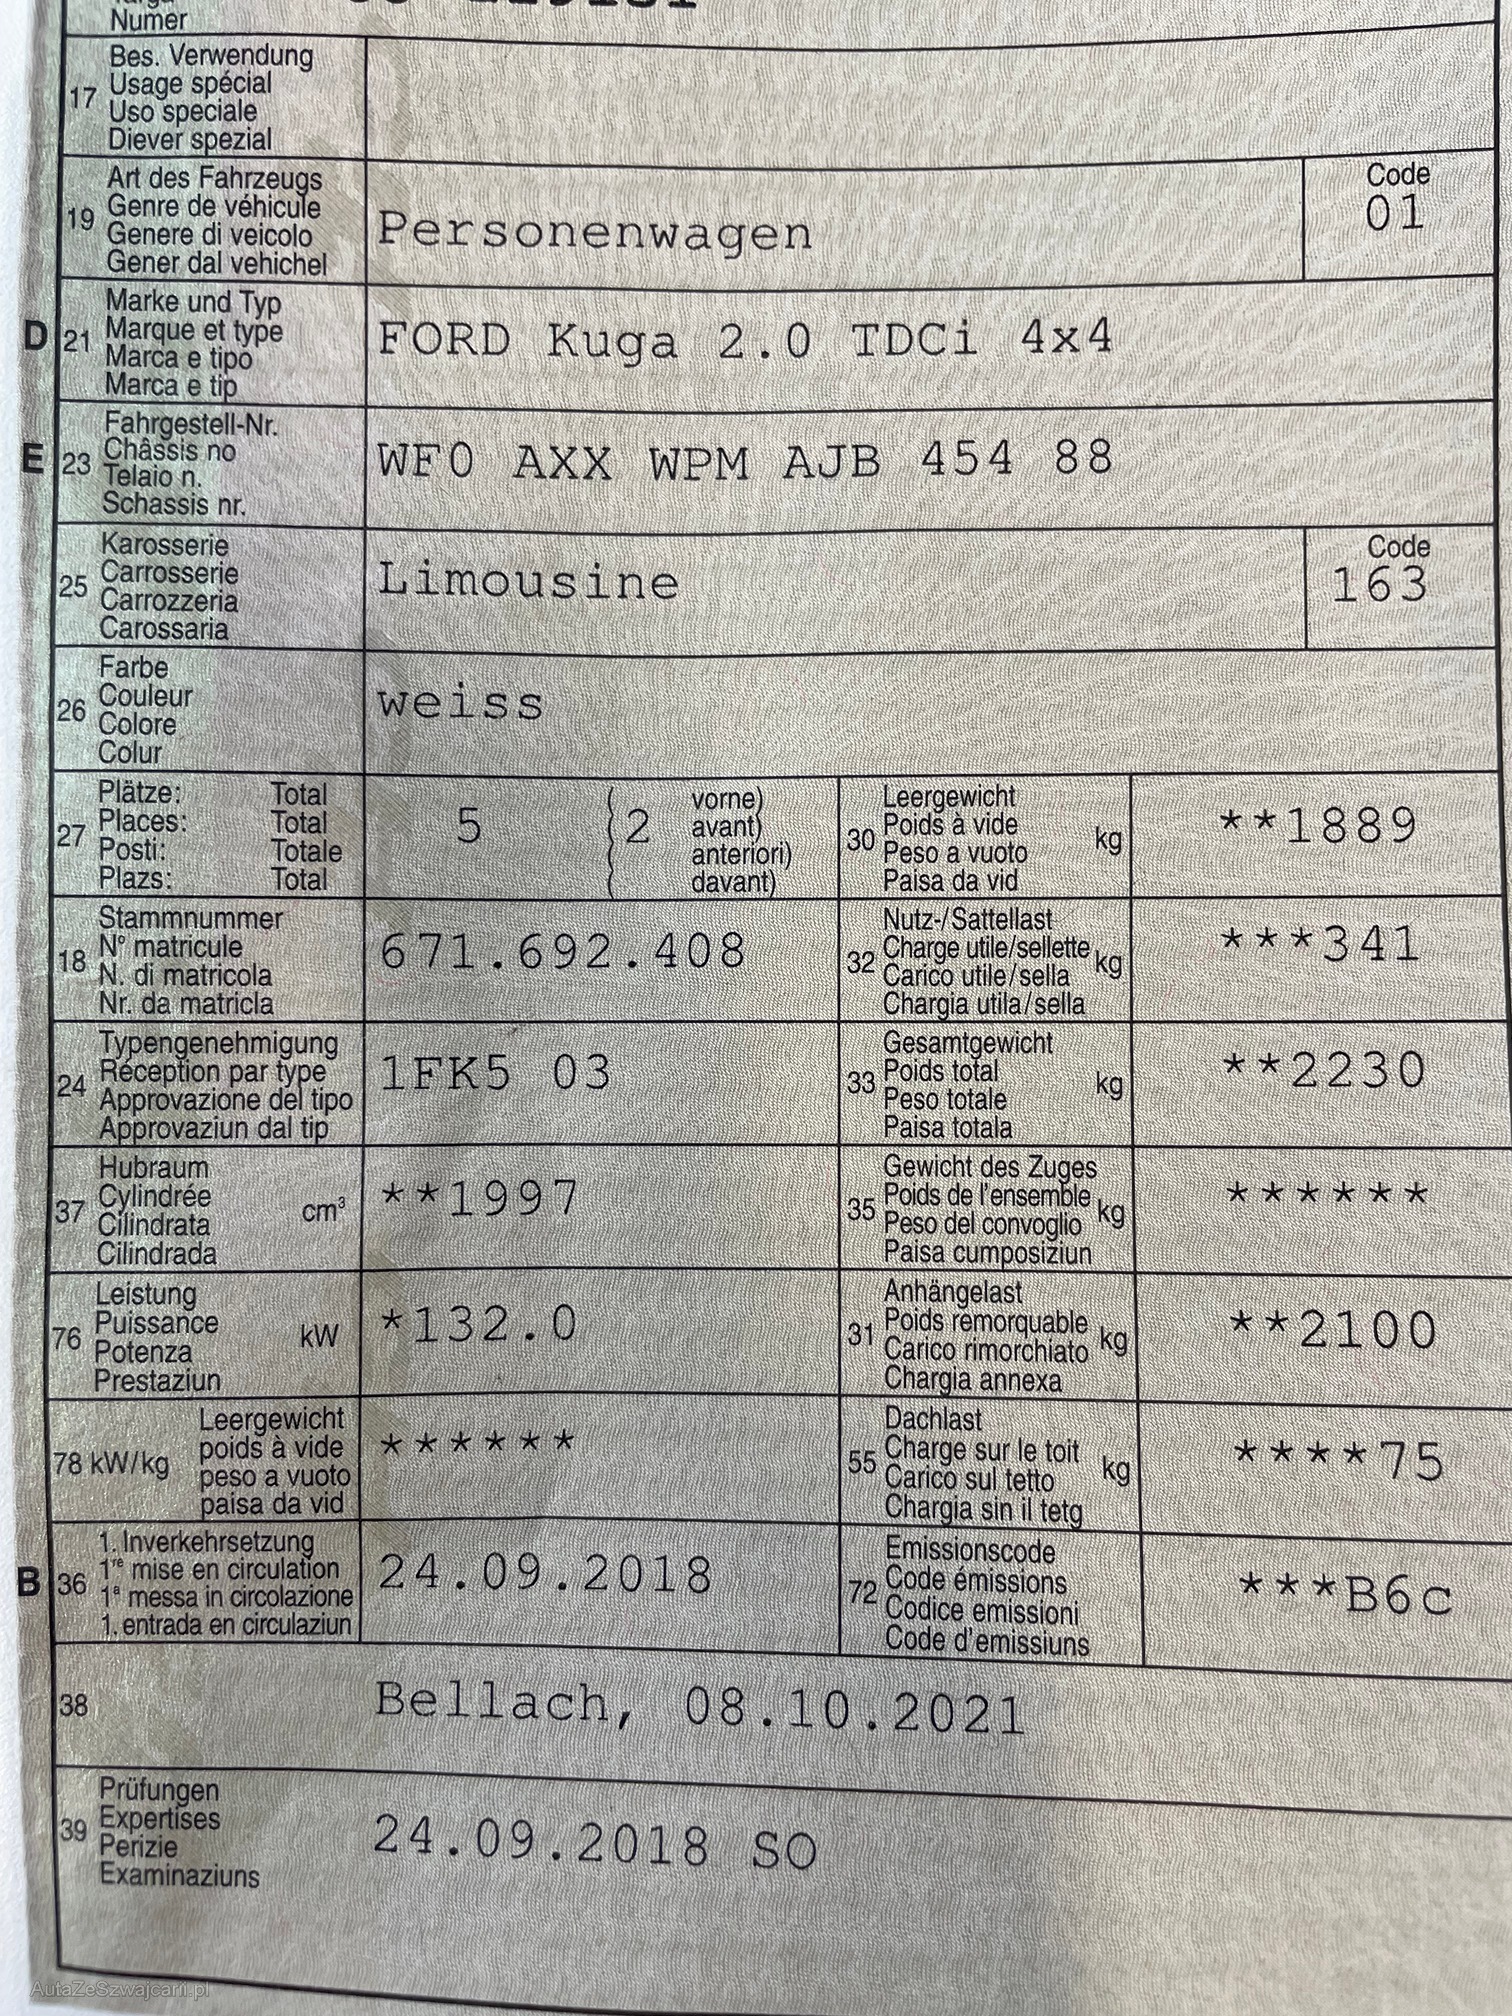 Numer
17 Bes. Verwendung
Usage spécial
Uso speciale
Diever spezial
19 Art des Fahrzeugs
Genre de véhicule
Genere di veicolo
Gener dal vehichel
Personenwagen
Code
01
D 21 Marke und Typ
Marque et type
Marca e tipo
Marca e tip
FORD Kuga 2.0 TDCi 4x4
E 23 Fahrgestell-Nr.
Châssis no
Telaio n.
Schassis nr.
WF0 AXX WPM AJB 454 88
25 Karosserie
Carrosserie
Carrozzeria
Carossaria
Limousine
Code
163
26 Farbe
Couleur
Colore
Colur
weiss
27 Plätze: Total
Places: Total
Posti: Totale
Plazs: Total
5 (2 vorne)
avant)
anteriori)
davant)
30 Leergewicht
Poids à vide
Peso a vuoto
Paisa da vid
kg
**1889
18 Stammnummer
N° matricule
N. di matricola
Nr. da matricla
671.692.408
32 Nutz-/Sattellast
Charge utile/sellette
Carico utile/sella
Chargia utila/sella
kg
***341
24 Typengenehmigung
Réception par type
Approvazione del tipo
Approvaziun dal tip
1FK5 03
33 Gesamtgewicht
Poids total
Peso totale
Paisa totala
kg
**2230
37 Hubraum
Cylindrée
Cilindrata
Cilindrada
cm³
**1997
35 Gewicht des Zuges
Poids de l'ensemble
Peso del convoglio
Paisa cumposiziun
kg
******
76 Leistung
Puissance
Potenza
Prestaziun
kW
*132.0
31 Anhängelast
Poids remorquable
Carico rimorchiato
Chargia annexa
kg
**2100
78 kW/kg Leergewicht
poids à vide
peso a vuoto
paisa da vid
******
55 Dachlast
Charge sur le toit
Carico sul tetto
Chargia sin il tetg
kg
****75
B 36 1. Inverkehrsetzung
1re mise en circulation
1a messa in circolazione
1. entrada en circulaziun
24.09.2018
72 Emissionscode
Code émissions
Codice emissioni
Code d'emissiuns
***B6c
38 Bellach, 08.10.2021
39 Prüfungen
Expertises
Perizie
Examinaziuns
24.09.2018 SO
AutaZeSzwajcarii.pl